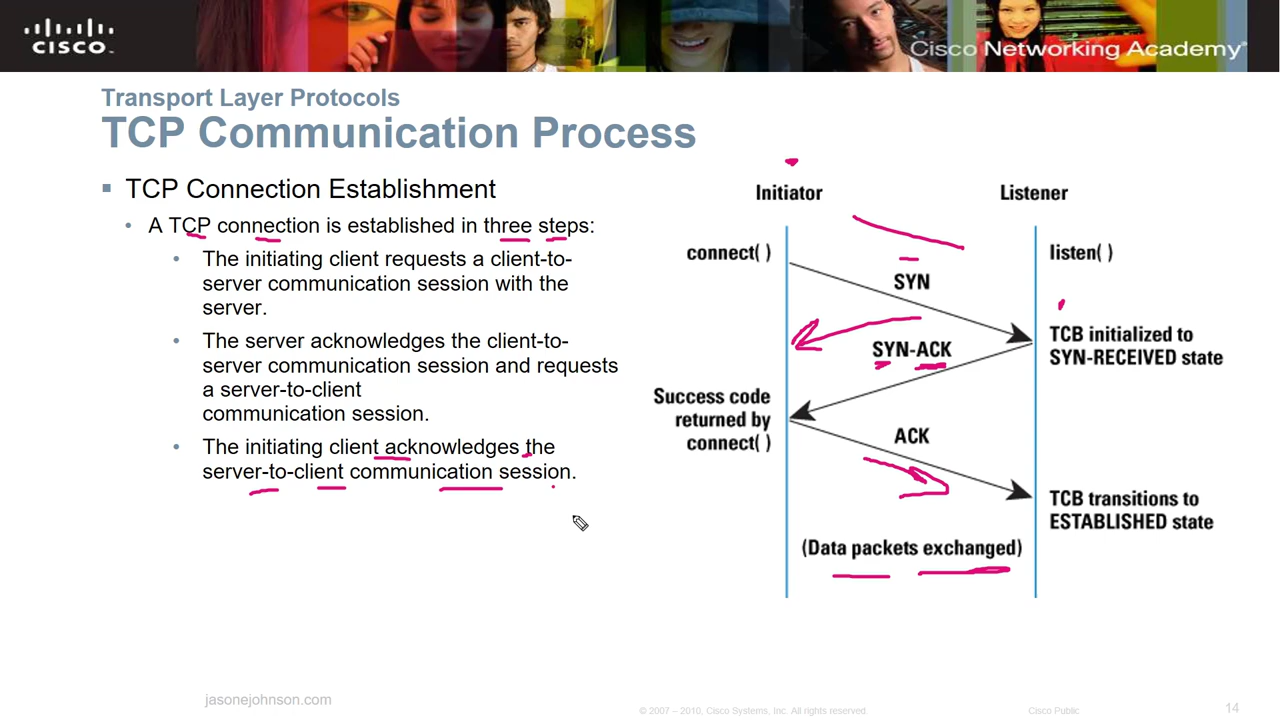 CISCO
Cisco Networking Academy
Transport Layer Protocols
TCP Communication Process
TCP Connection Establishment
A TCP connection is established in three steps:
The initiating client requests a client-to-
server communication session with the
server.
The server acknowledges the client-to-
server communication session and requests
a server-to-client
communication session.
The initiating client acknowledges the
server-to-client communication session.
Initiator
Listener
connect( )
listen( )
SYN
TCB initialized to
SYN-RECEIVED state
SYN-ACK
Success code
returned by
connect( )
ACK
TCB transitions to
ESTABLISHED state
(Data packets exchanged)
jasonejohnson.com
© 2007 – 2010, Cisco Systems, Inc. All rights reserved.
Cisco Public
14